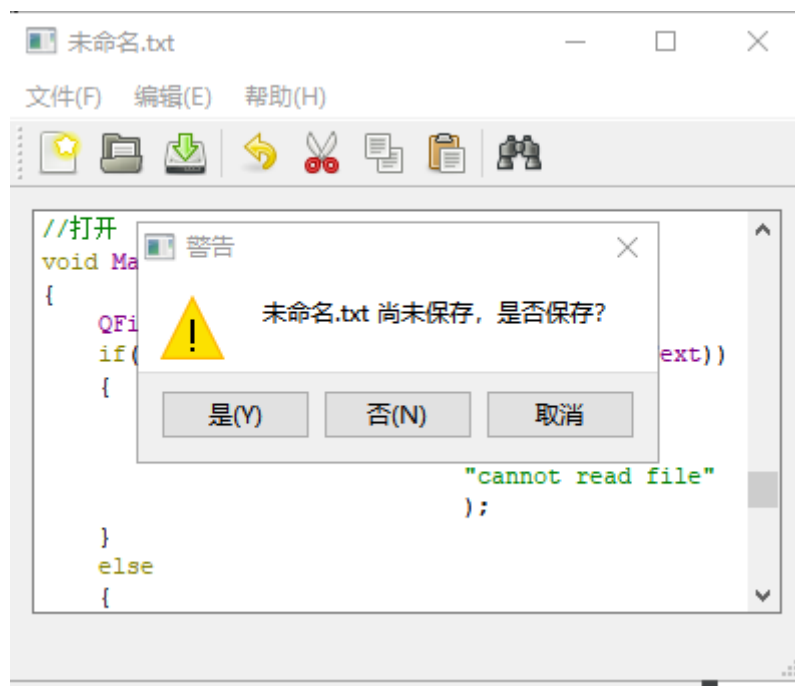 未命名.txt
文件(F) 编辑(E) 帮助(H)
//打开
void Ma
{
QFi
if(
ext))
{
警告
未命名.txt 尚未保存，是否保存？
是(Y) 否(N) 取消
"cannot read file"
);
}
else
{